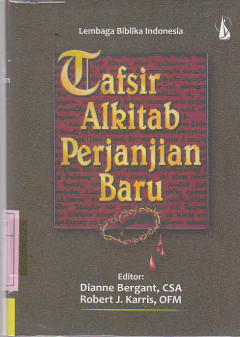 Lembaga Biblika Indonesia
Tafsir
Alkitab
Perjanjian
Baru
Editor:
Dianne Bergant, CSA
Robert J. Karris, OFM